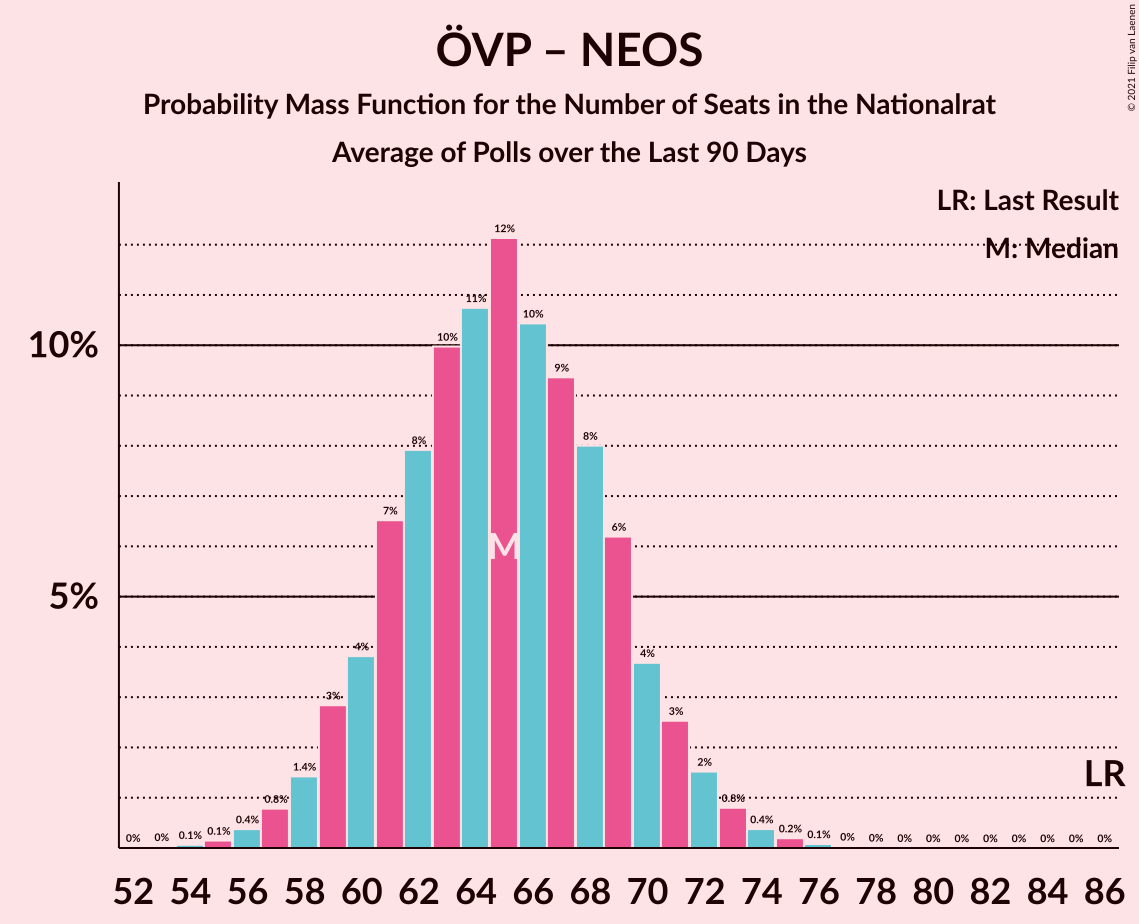 ÖVP – NEOS
Probability Mass Function for the Number of Seats in the Nationalrat
Average of Polls over the Last 90 Days
© 2021 Filip van Laenen
LR: Last Result
M: Median
10%
5%
0% 0% 0.1% 0.1% 0.4% 0.8% 1.4% 3% 4% 7% 8% 10% 11% 12% 10% 9% 8% 6% 4% 3% 2% 0.8% 0.4% 0.2% 0.1% 0% 0% 0% 0% 0% 0% 0% 0% 0% 0%
M
LR
52 54 56 58 60 62 64 66 68 70 72 74 76 78 80 82 84 86